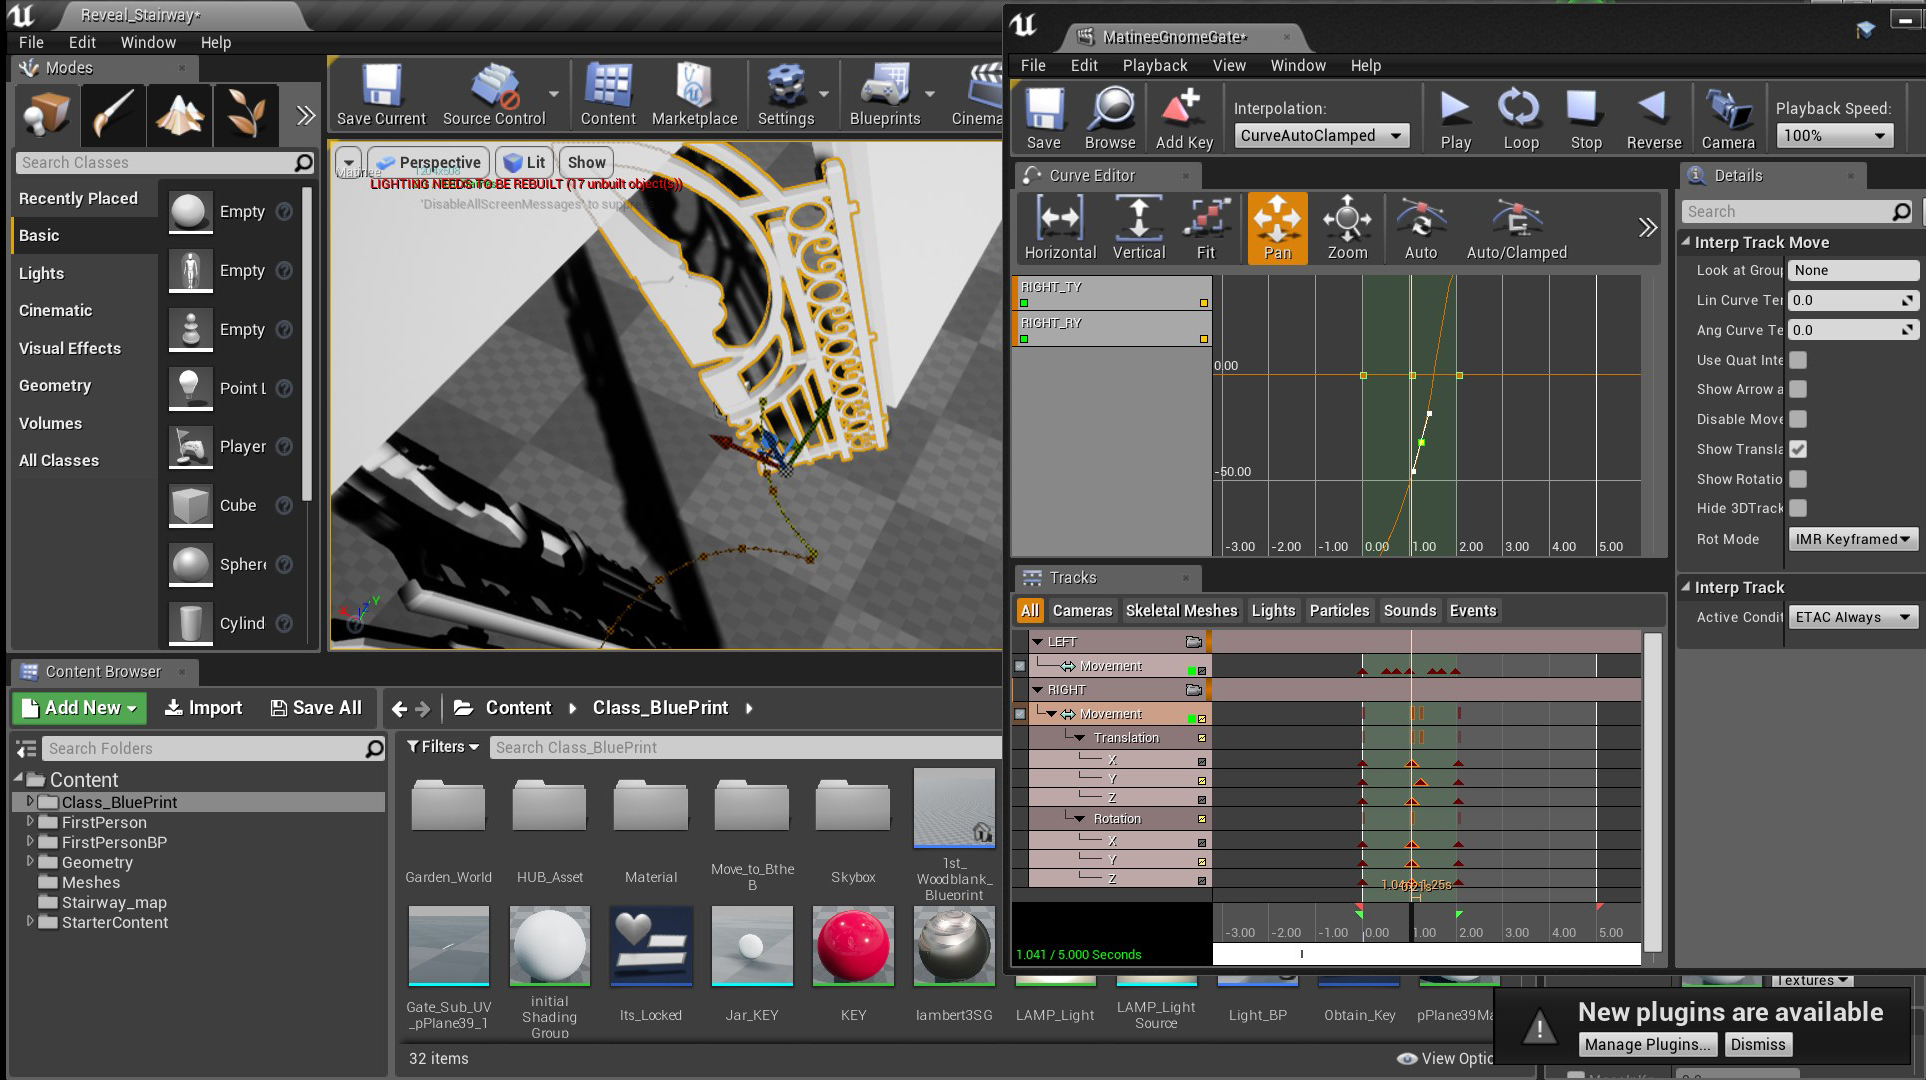 Reveal_Stairway*
File Edit Window Help
Modes
Search Classes
Recently Placed
Basic
Lights
Cinematic
Visual Effects
Geometry
Volumes
All Classes
Empty
Empty
Empty
Point L
Player
Cube
Sphere
Cylind
Save Current
Source Control
Content
Marketplace
Settings
Blueprints
Cinema
Perspective
Lit
Show
Matinee
LIGHTING NEEDS TO BE REBUILT (17 unbuilt object(s))
'DisableAllScreenMessages' to suppress
X Y
MatineeGnomeGate*
File Edit Playback View Window Help
Save
Browse
Add Key
Interpolation:
CurveAutoClamped
Play
Loop
Stop
Reverse
Camera
Playback Speed:
100%
Curve Editor
Horizontal
Vertical
Fit
Pan
Zoom
Auto
Auto/Clamped
RIGHT_TY
RIGHT_RY
0.00
-50.00
-3.00 -2.00 -1.00 0.00 1.00 2.00 3.00 4.00 5.00
Details
Search
Interp Track Move
Look at Group None
Lin Curve Ter 0.0
Ang Curve Te 0.0
Use Quat Inte
Show Arrow a
Disable Move
Show Transla
Show Rotatio
Hide 3DTrack
Rot Mode IMR Keyframed
Interp Track
Active Condit ETAC Always
Tracks
All Cameras Skeletal Meshes Lights Particles Sounds Events
LEFT
Movement
RIGHT
Movement
Translation
X
Y
Z
Rotation
X
Y
Z
-3.00 -2.00 -1.00 0.00 1.00 2.00 3.00 4.00 5.00
1.041 / 5.000 Seconds
Content Browser
Add New
Import
Save All
Content
Class_BluePrint
Search Folders
Filters
Search Class_BluePrint
Content
Class_BluePrint
FirstPerson
FirstPersonBP
Geometry
Meshes
Stairway_map
StarterContent
Garden_World
HUB_Asset
Material
Move_to_Bthe
B
Skybox
1st_
Woodblank_
Blueprint
Gate_Sub_UV
_pPlane39_1
initial
Shading
Group
Its_Locked
Jar_KEY
KEY
lambert3SG
LAMP_Light
LAMP_Light
Source
Light_BP
Obtain_Key
pPlane39Ma
32 items
View Optio
Textures
New plugins are available
Manage Plugins...
Dismiss